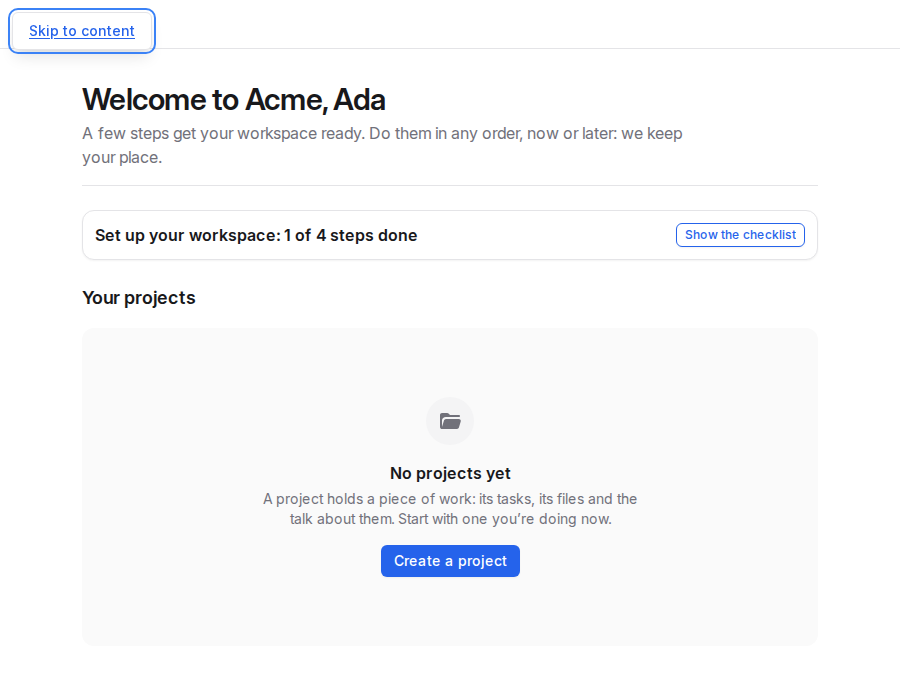 Skip to content
Welcome to Acme, Ada
A few steps get your workspace ready. Do them in any order, now or later: we keep
your place.
Set up your workspace: 1 of 4 steps done
Show the checklist
Your projects
No projects yet
A project holds a piece of work: its tasks, its files and the
talk about them. Start with one you’re doing now.
Create a project